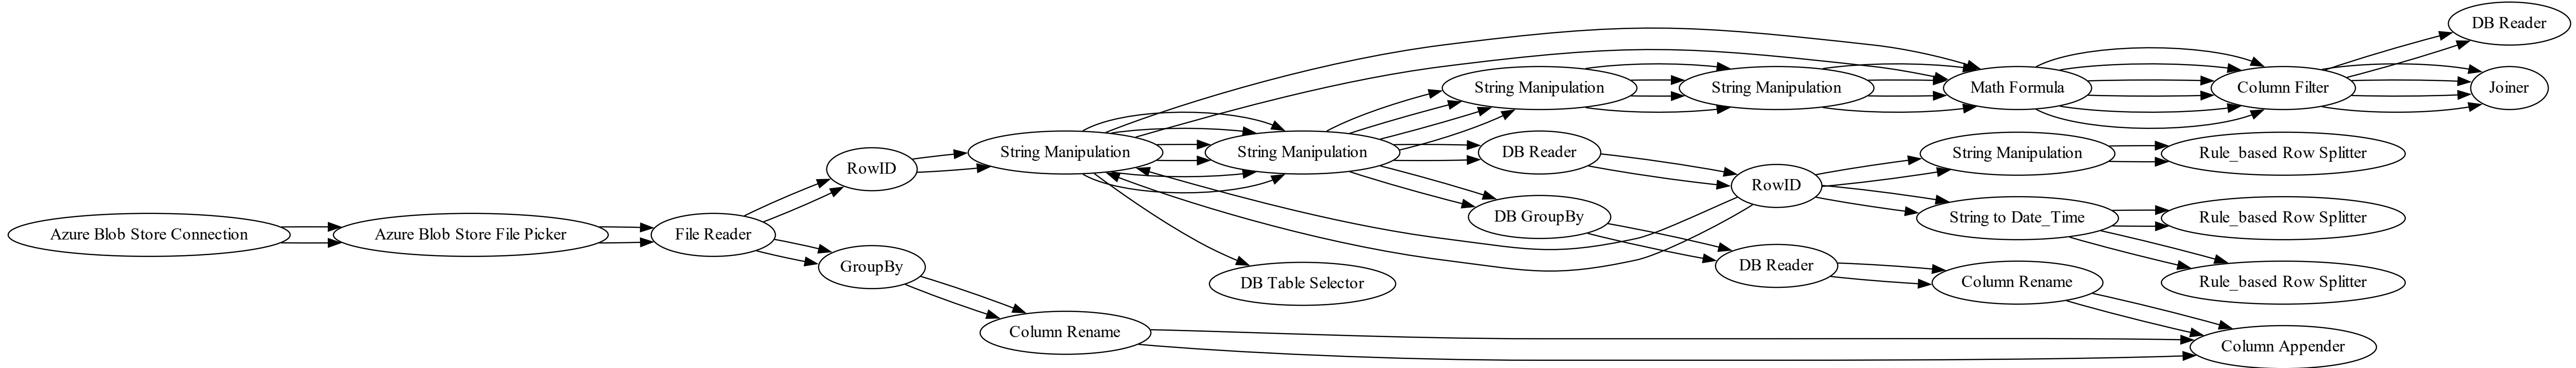 DB Reader
String Manipulation
String Manipulation
Math Formula
Column Filter
Joiner
RowID
String Manipulation
String Manipulation
DB Reader
String Manipulation
Rule_based Row Splitter
RowID
Azure Blob Store Connection
Azure Blob Store File Picker
File Reader
DB GroupBy
String to Date_Time
Rule_based Row Splitter
GroupBy
DB Table Selector
DB Reader
Column Rename
Rule_based Row Splitter
Column Rename
Column Appender